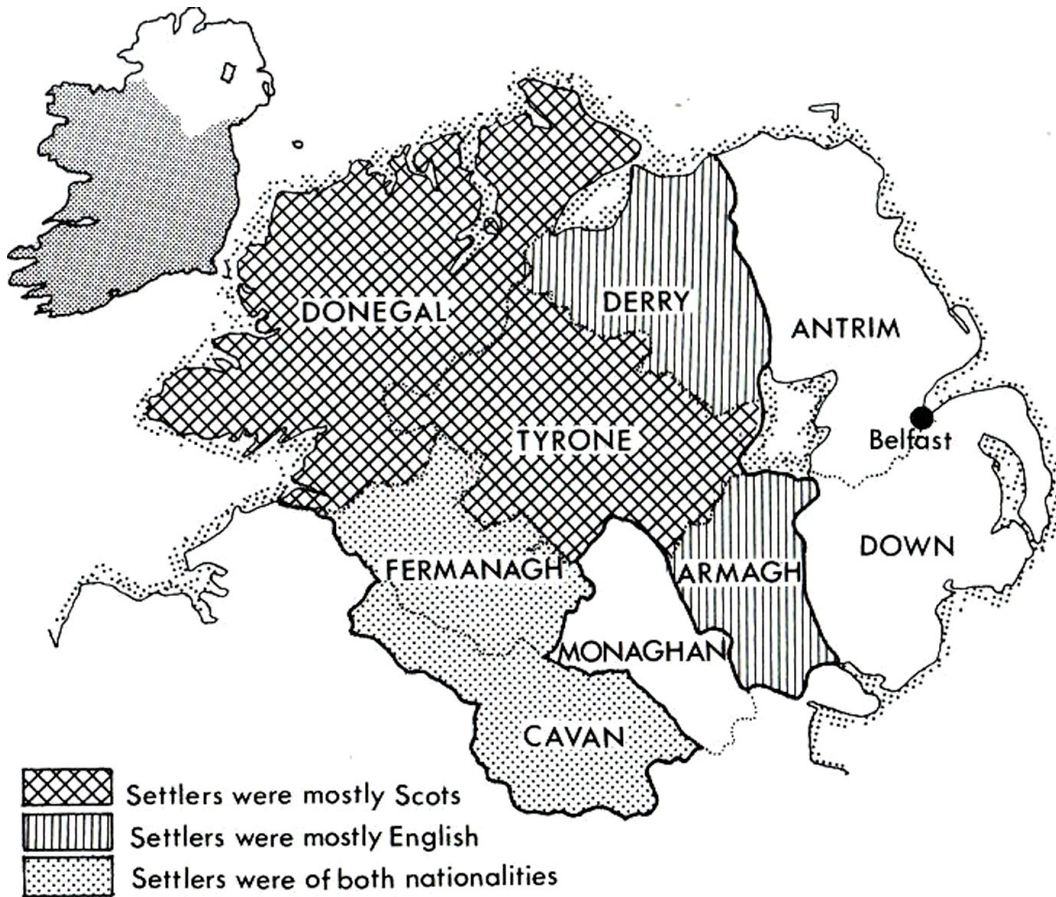 DONEGAL
DERRY
ANTRIM
TYRONE
Belfast
FERMANAGH
ARMAGH
DOWN
MONAGHAN
CAVAN
Settlers were mostly Scots
Settlers were mostly English
Settlers were of both nationalities